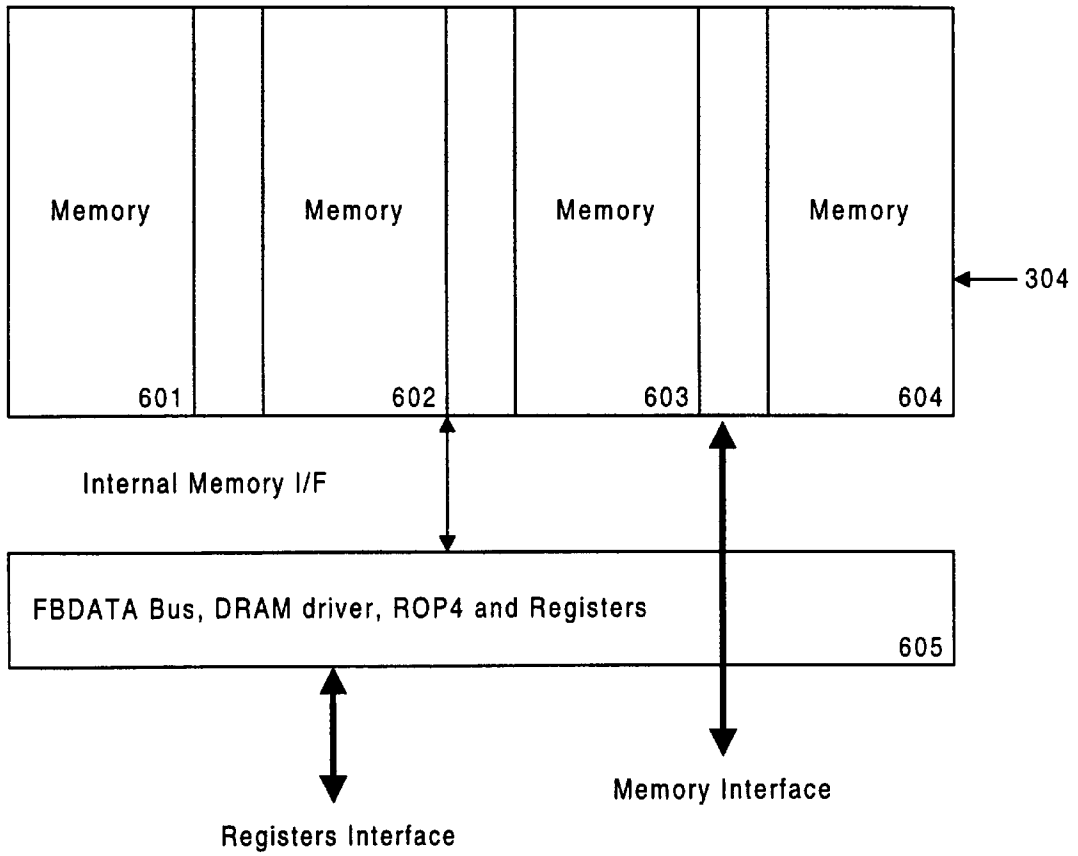 Memory
Memory
Memory
Memory
304
601
602
603
604
Internal Memory I/F
FBDATA Bus, DRAM driver, ROP4 and Registers
605
Memory Interface
Registers Interface